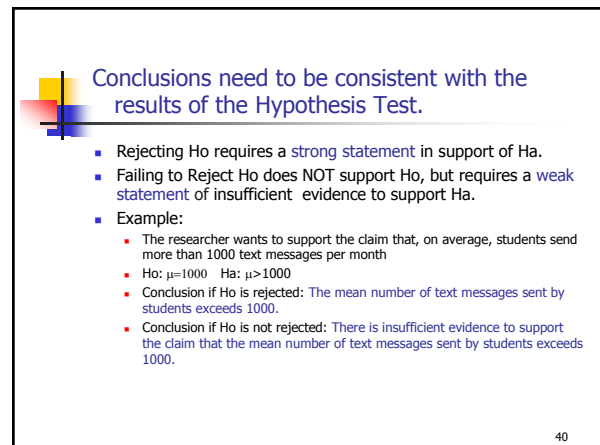 Conclusions need to be consistent with the
results of the Hypothesis Test.
Rejecting Ho requires a strong statement in support of Ha.
Failing to Reject Ho does NOT support Ho, but requires a weak
statement of insufficient evidence to support Ha.
Example:
The researcher wants to support the claim that, on average, students send
more than 1000 text messages per month
Ho: μ=1000 Ha: μ>1000
Conclusion if Ho is rejected: The mean number of text messages sent by
students exceeds 1000.
Conclusion if Ho is not rejected: There is insufficient evidence to support
the claim that the mean number of text messages sent by students exceeds
1000.
40